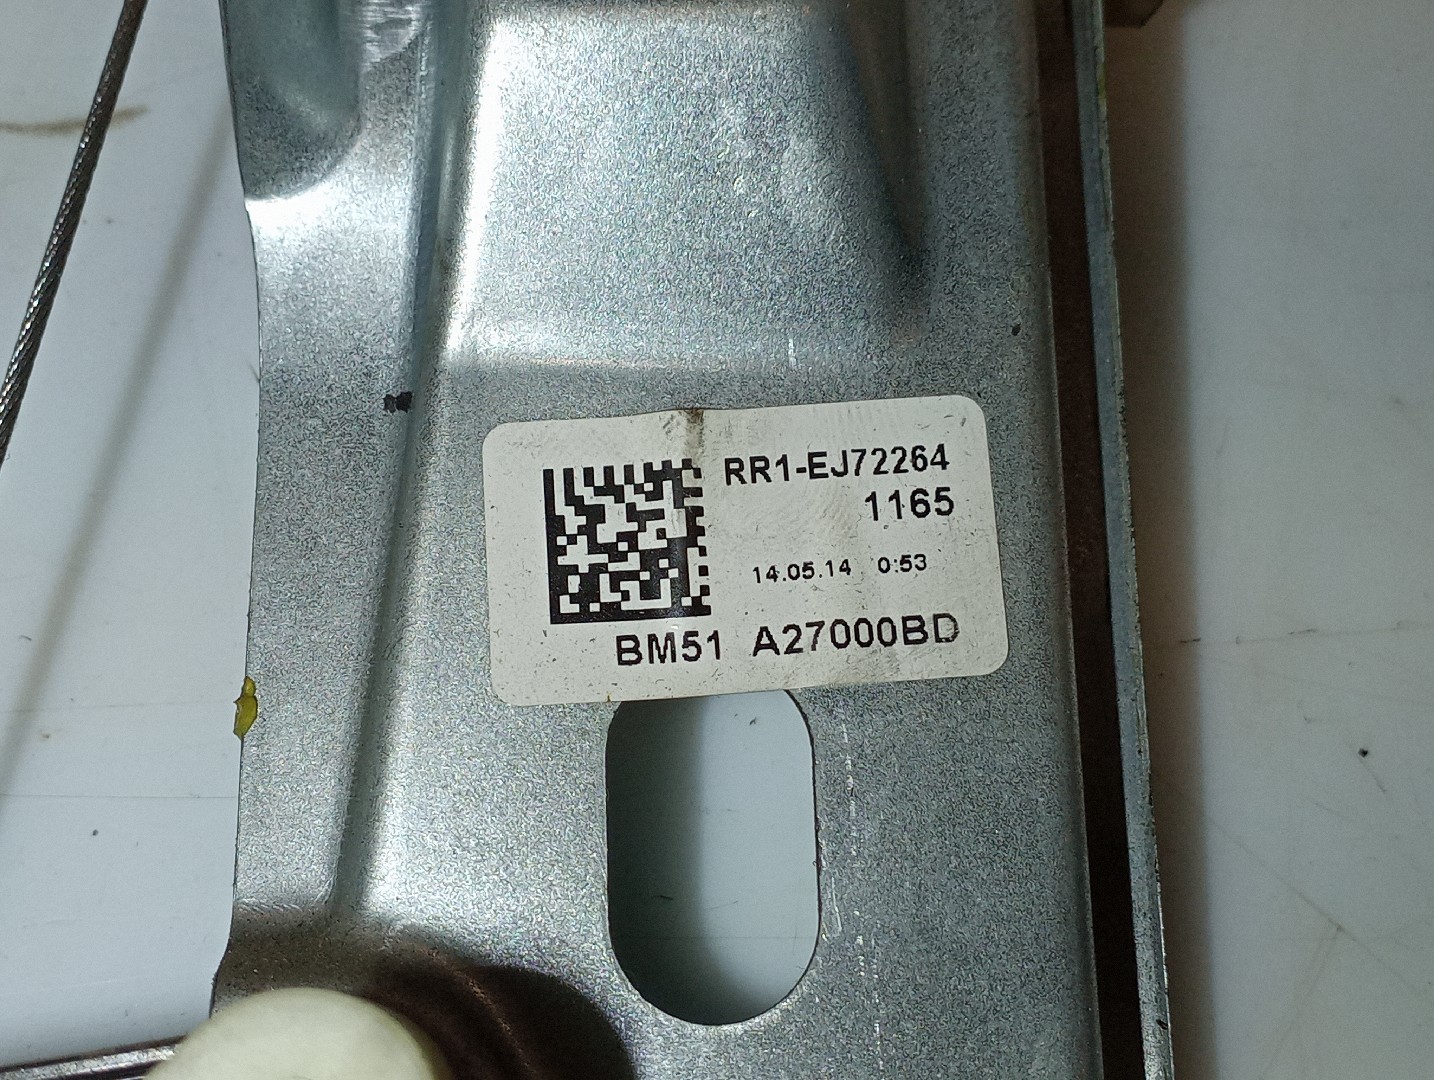 RR1-EJ72264
1165
14.05.14 0:53
BM51 A27000BD